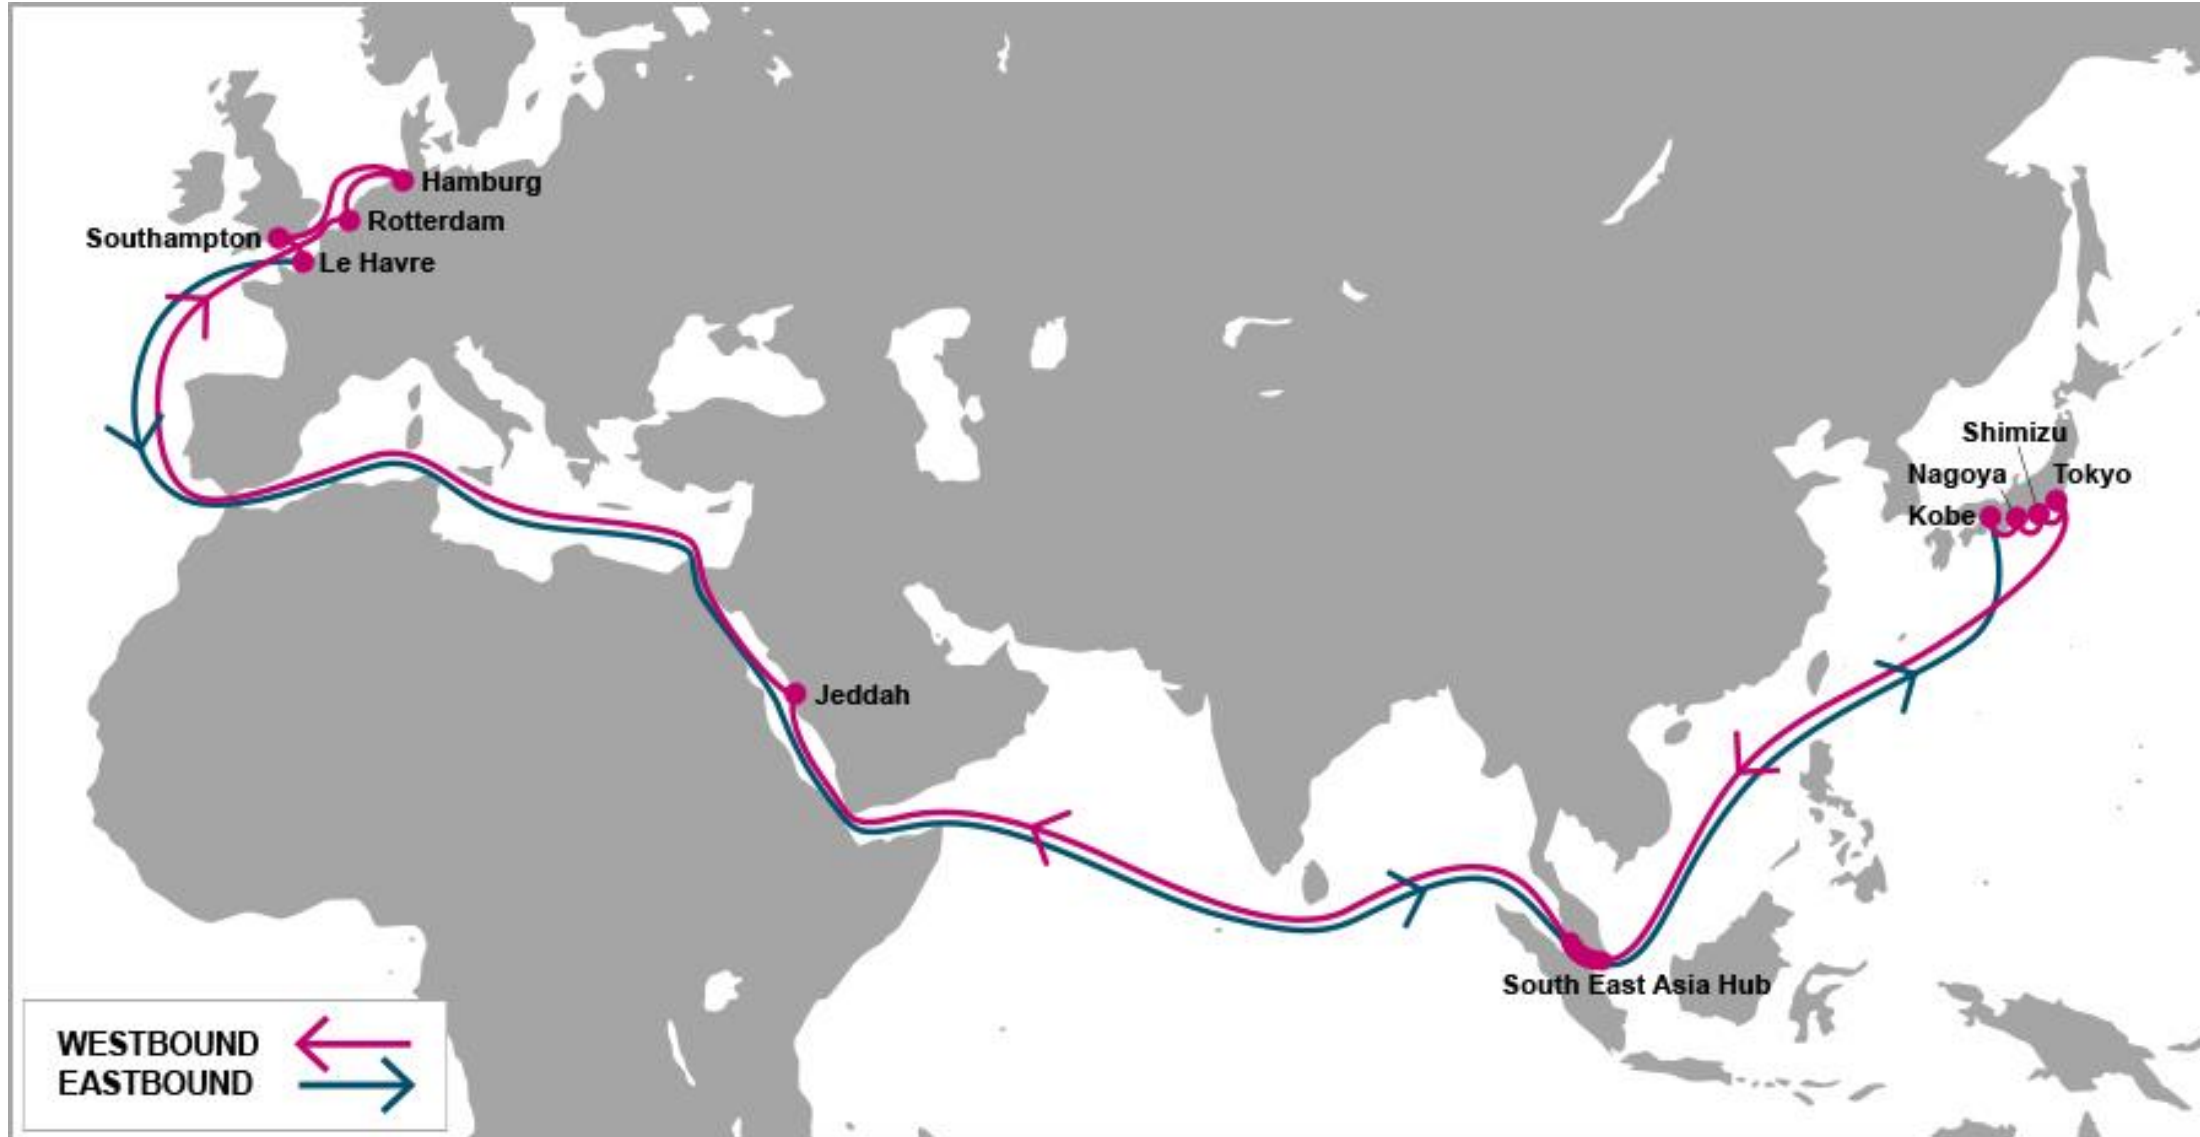 Hamburg
Rotterdam
Southampton
Le Havre
Shimizu
Nagoya
Tokyo
Kobe
Jeddah
South East Asia Hub
WESTBOUND
EASTBOUND